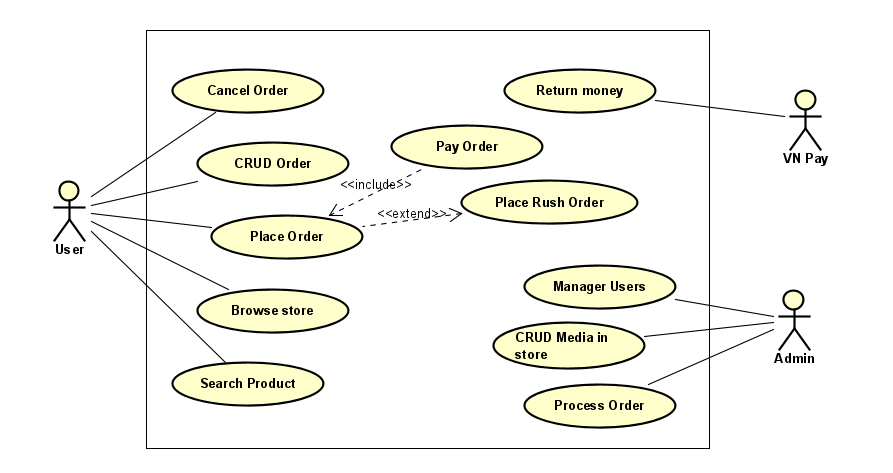 Cancel Order
Return money
VN Pay
Pay Order
CRUD Order
<<include>>
Place Rush Order
<<extend>>
Place Order
User
Manager Users
Browse store
CRUD Media in
store
Admin
Search Product
Process Order